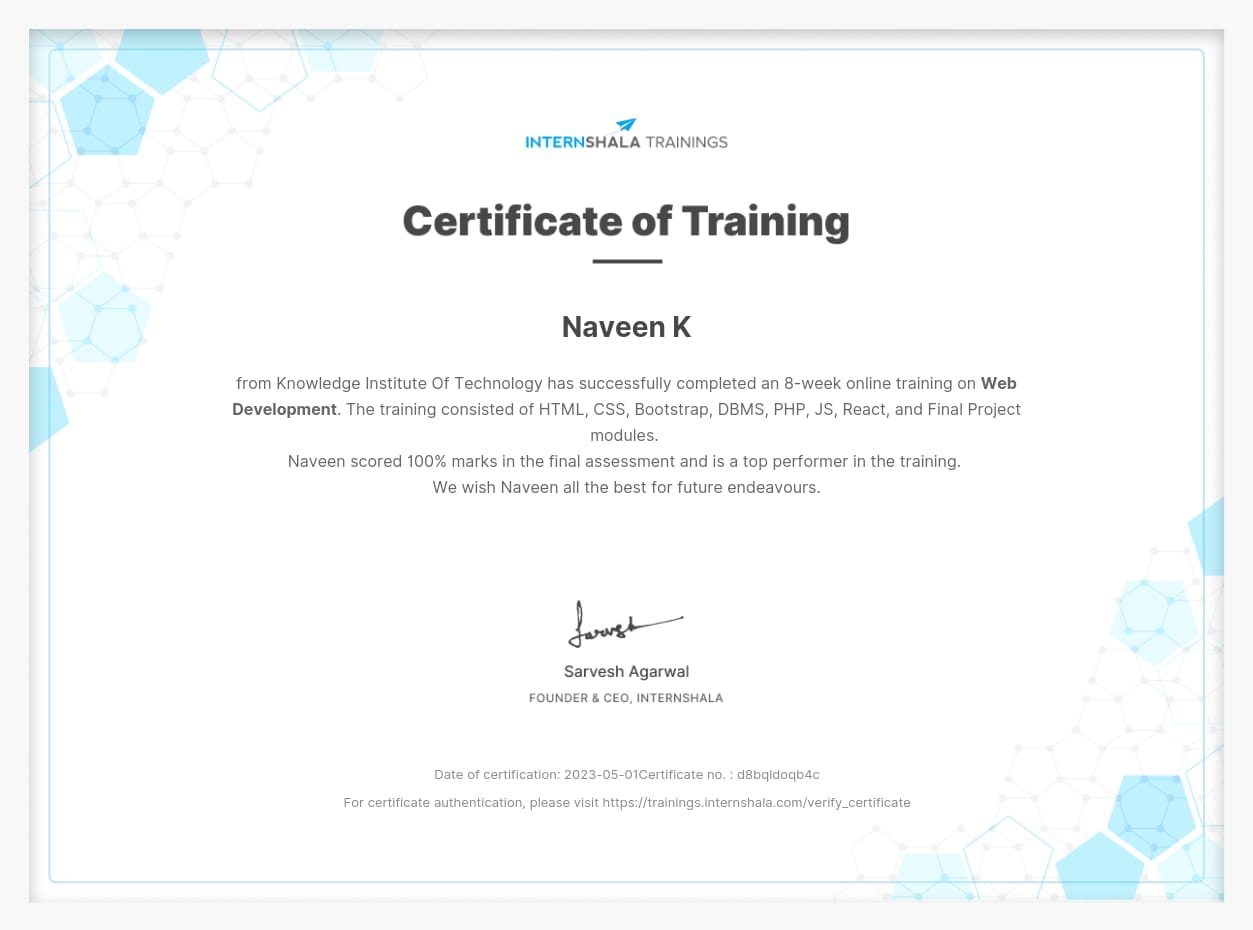 INTERNSHALA TRAININGS
Certificate of Training
Naveen K
from Knowledge Institute Of Technology has successfully completed an 8-week online training on Web
Development. The training consisted of HTML, CSS, Bootstrap, DBMS, PHP, JS, React, and Final Project
modules.
Naveen scored 100% marks in the final assessment and is a top performer in the training.
We wish Naveen all the best for future endeavours.
Sarvesh
Sarvesh Agarwal
FOUNDER & CEO, INTERNSHALA
Date of certification: 2023-05-01Certificate no. : d8bqldoqb4c
For certificate authentication, please visit https://trainings.internshala.com/verify_certificate